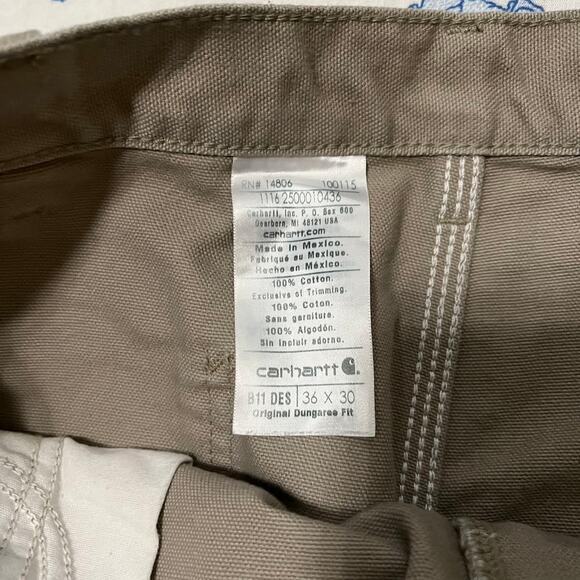 RN# 14806 100115
1116 2500010436
Carhartt, Inc. P. O. Box 600
Dearborn, MI 48121 USA
carhartt.com
Made in Mexico.
Fabriqué au Mexique.
Hecho en México.
100% Cotton.
Exclusive of Trimming.
100% Coton.
Sans garniture.
100% Algodón.
Sin incluir adorno.
carhartt
B11 DES 36 X 30
Original Dungaree Fit